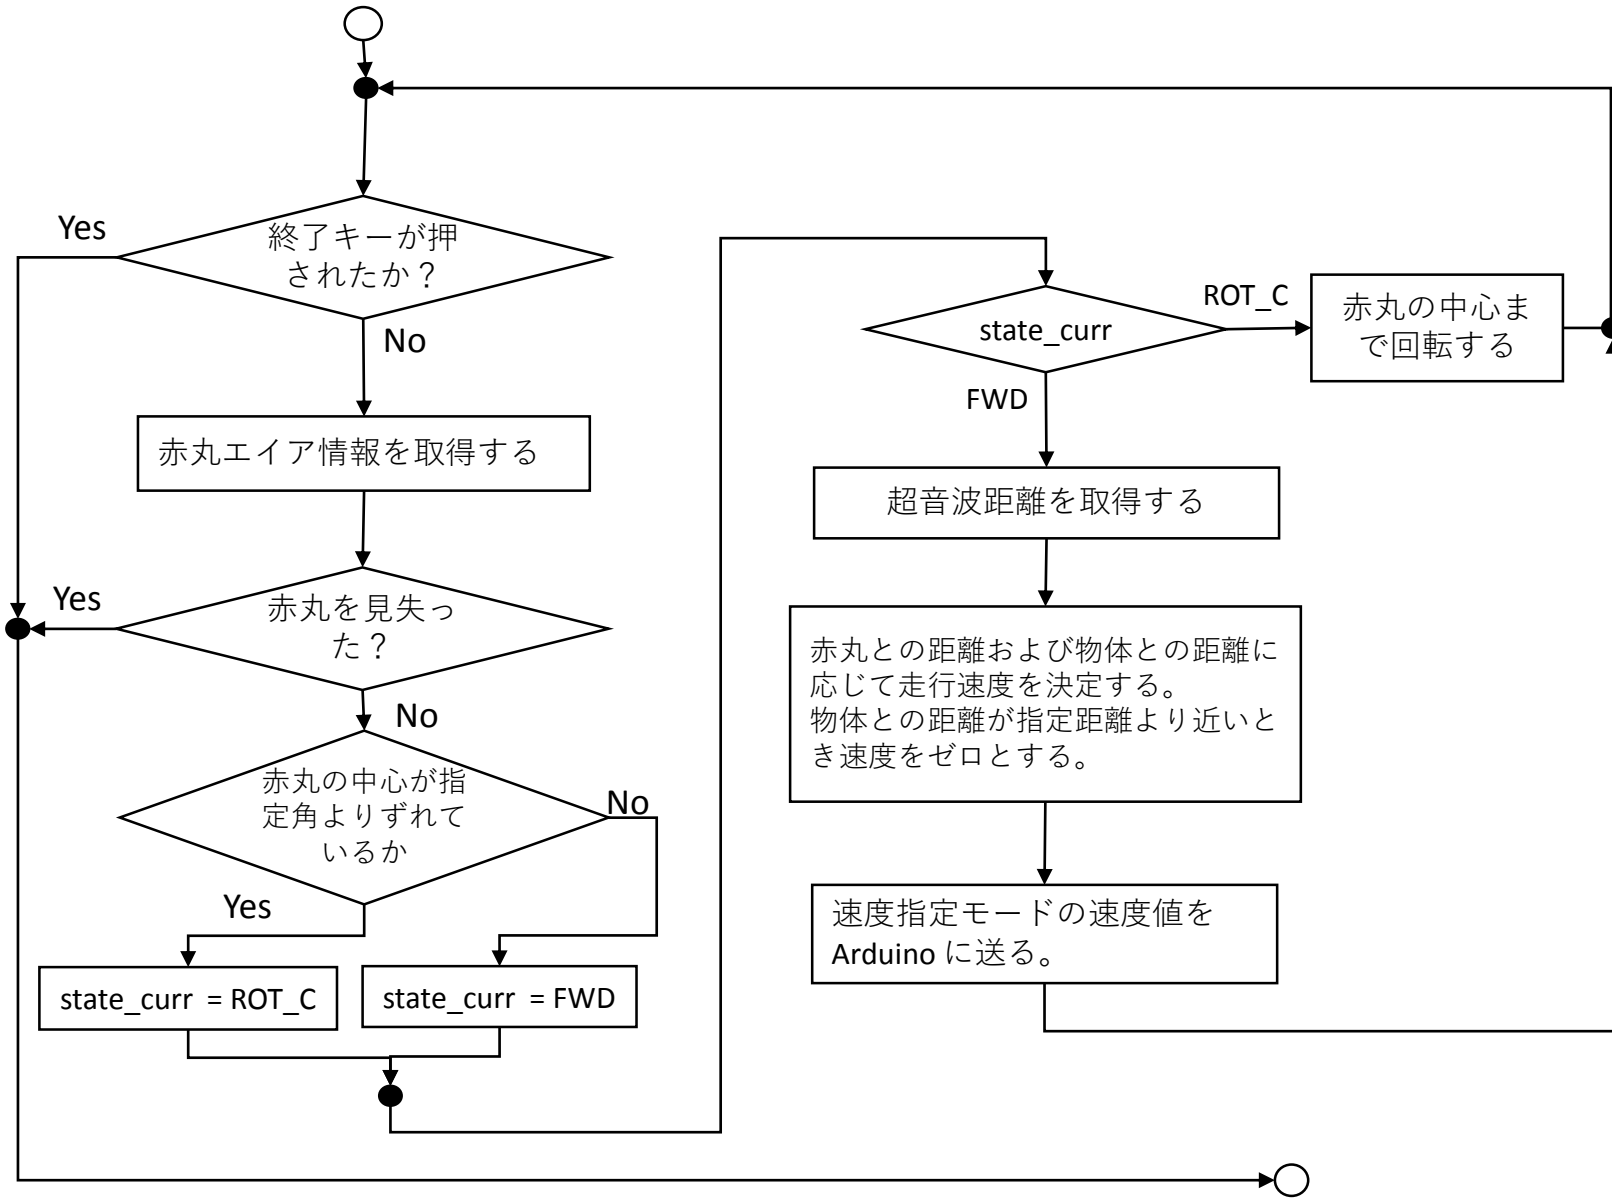 Yes
終了キーが押
されたか？
No
赤丸エイア情報を取得する
Yes
赤丸を見失っ
た？
No
赤丸の中心が指
定角よりずれて
いるか
No
Yes
state_curr = ROT_C
state_curr = FWD
state_curr
ROT_C
赤丸の中心ま
で回転する
FWD
超音波距離を取得する
赤丸との距離および物体との距離に
応じて走行速度を決定する。
物体との距離が指定距離より近いと
き速度をゼロとする。
速度指定モードの速度値を
Arduino に送る。